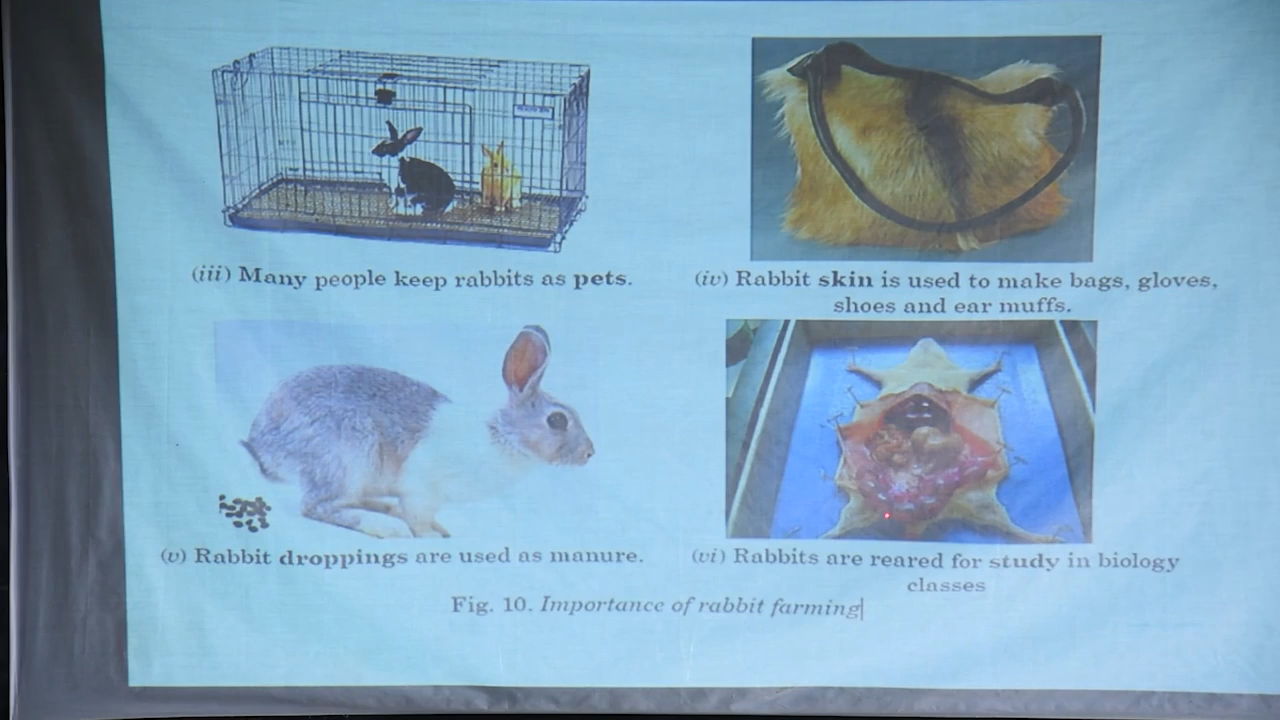 (iii) Many people keep rabbits as pets.
(iv) Rabbit skin is used to make bags, gloves,
shoes and ear muffs.
(v) Rabbit droppings are used as manure.
(vi) Rabbits are reared for study in biology
classes
Fig. 10. Importance of rabbit farming